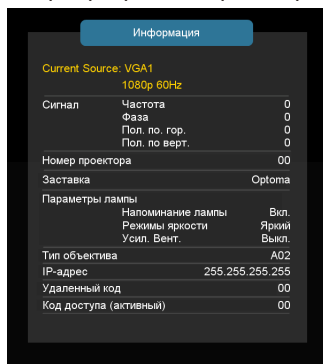 Информация
Current Source: VGA1
1080p 60Hz
Сигнал Частота 0
Фаза 0
Пол. по. гор. 0
Пол. по верт. 0
Номер проектора 00
Заставка Optoma
Параметры лампы
Напоминание лампы Вкл.
Режимы яркости Яркий
Усил. Вент. Выкл.
Тип объектива A02
IP-адрес 255.255.255.255
Удаленный код 00
Код доступа (активный) 00